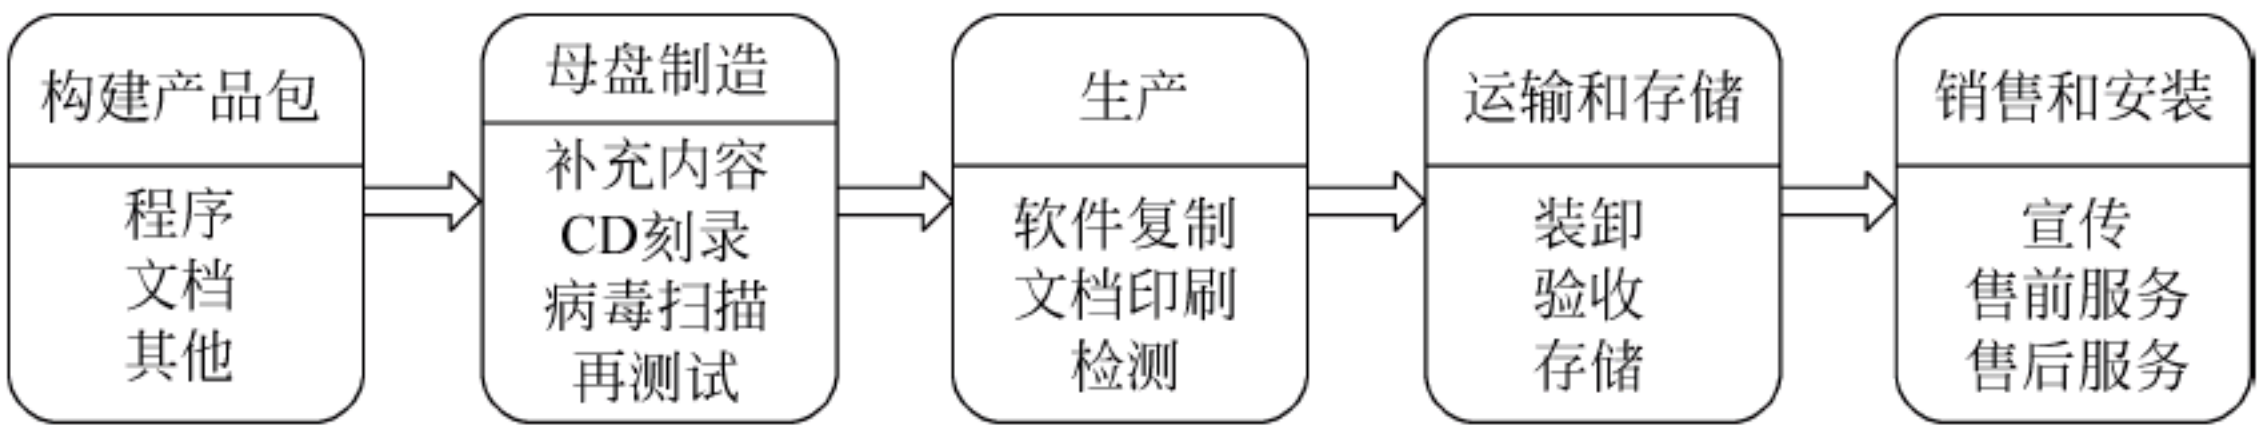 构建产品包
程序
文档
其他
母盘制造
补充内容
CD刻录
病毒扫描
再测试
生产
软件复制
文档印刷
检测
运输和存储
装卸
验收
存储
销售和安装
宣传
售前服务
售后服务